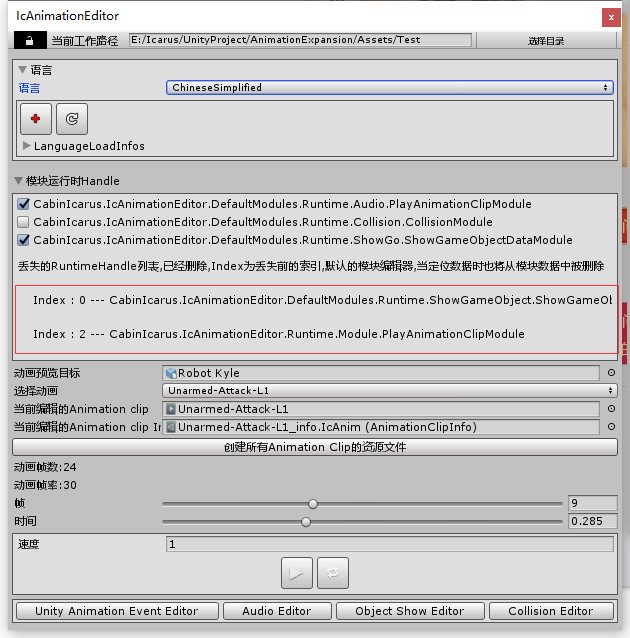 IcAnimationEditor
当前工作路径 E:/Icarus/UnityProject/AnimationExpansion/Assets/Test 选择目录
语言
语言 ChineseSimplified
LanguageLoadInfos
模块运行时Handle
CabinIcarus.IcAnimationEditor.DefaultModules.Runtime.Audio.PlayAnimationClipModule
CabinIcarus.IcAnimationEditor.DefaultModules.Runtime.Collision.CollisionModule
CabinIcarus.IcAnimationEditor.DefaultModules.Runtime.ShowGo.ShowGameObjectDataModule
丢失的RuntimeHandle列表,已经删除,Index为丢失前的索引,默认的模块编辑器,当定位数据时也将从模块数据中被删除
Index : 0 --- CabinIcarus.IcAnimationEditor.DefaultModules.Runtime.ShowGameObject.ShowGameOb
Index : 2 --- CabinIcarus.IcAnimationEditor.Runtime.Module.PlayAnimationClipModule
动画预览目标 Robot Kyle
选择动画 Unarmed-Attack-L1
当前编辑的Animation clip Unarmed-Attack-L1
当前编辑的Animation clip In Unarmed-Attack-L1_info.IcAnim (AnimationClipInfo)
创建所有Animation Clip的资源文件
动画帧数:24
动画帧率:30
帧 9
时间 0.285
速度 1
Unity Animation Event Editor Audio Editor Object Show Editor Collision Editor